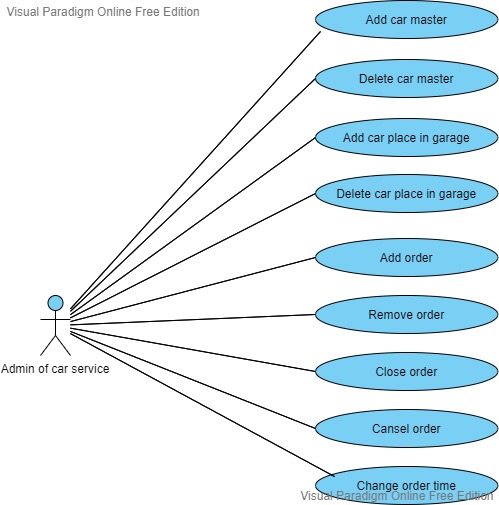 Visual Paradigm Online Free Edition
Add car master
Delete car master
Add car place in garage
Delete car place in garage
Add order
Remove order
Admin of car service
Close order
Cansel order
Change order time
Visual Paradigm Online Free Edition